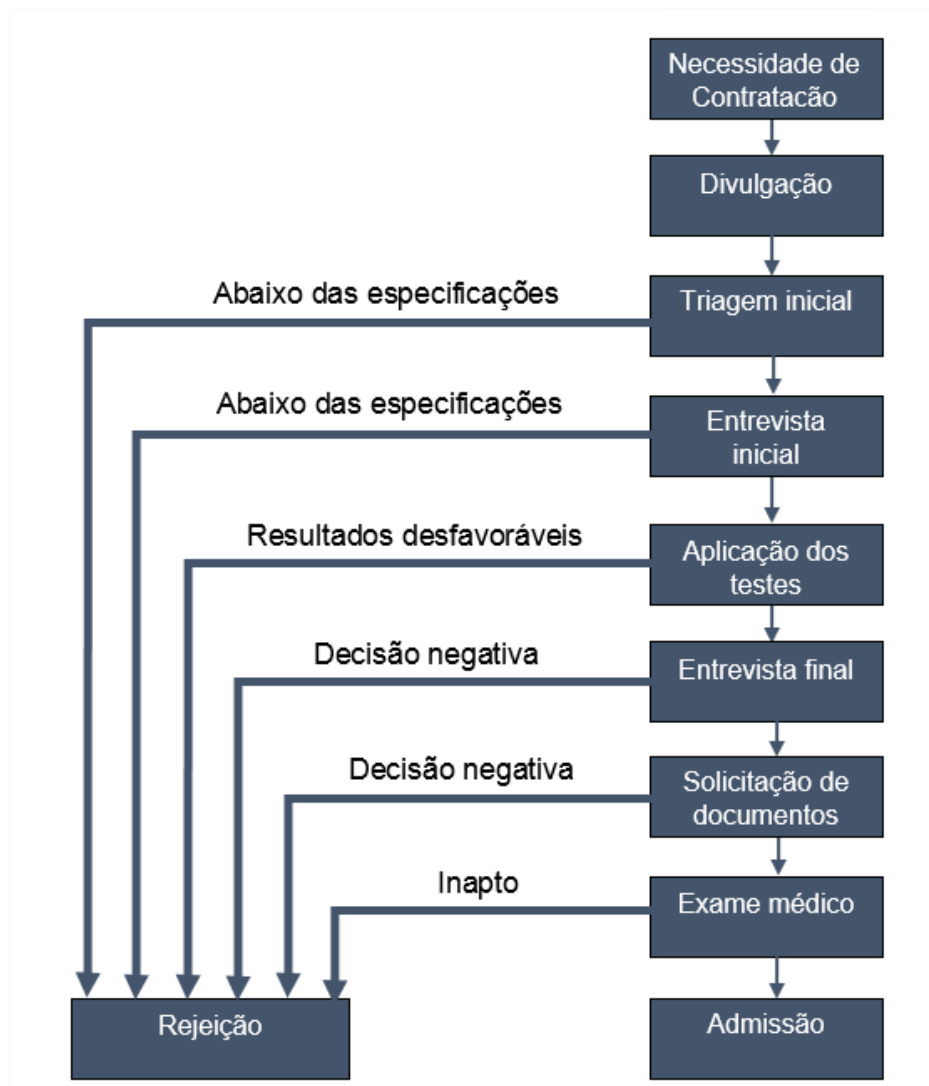 Necessidade de
Contratacão
Divulgação
Abaixo das especificações
Triagem inicial
Abaixo das especificações
Entrevista
inicial
Resultados desfavoráveis
Aplicação dos
testes
Decisão negativa
Entrevista final
Decisão negativa
Solicitação de
documentos
Inapto
Exame médico
Rejeição
Admissão